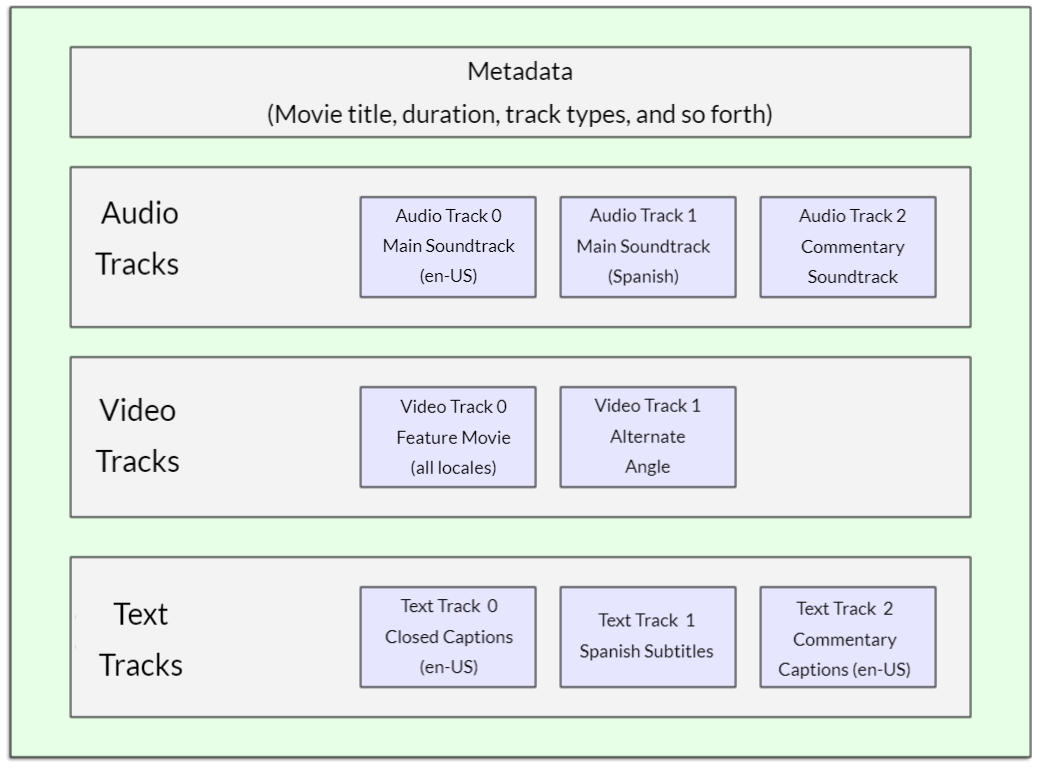 Metadata
(Movie title, duration, track types, and so forth)
Audio
Tracks
Audio Track 0
Main Soundtrack
(en-US)
Audio Track 1
Main Soundtrack
(Spanish)
Audio Track 2
Commentary
Soundtrack
Video
Tracks
Video Track 0
Feature Movie
(all locales)
Video Track 1
Alternate
Angle
Text
Tracks
Text Track 0
Closed Captions
(en-US)
Text Track 1
Spanish Subtitles
Text Track 2
Commentary
Captions (en-US)